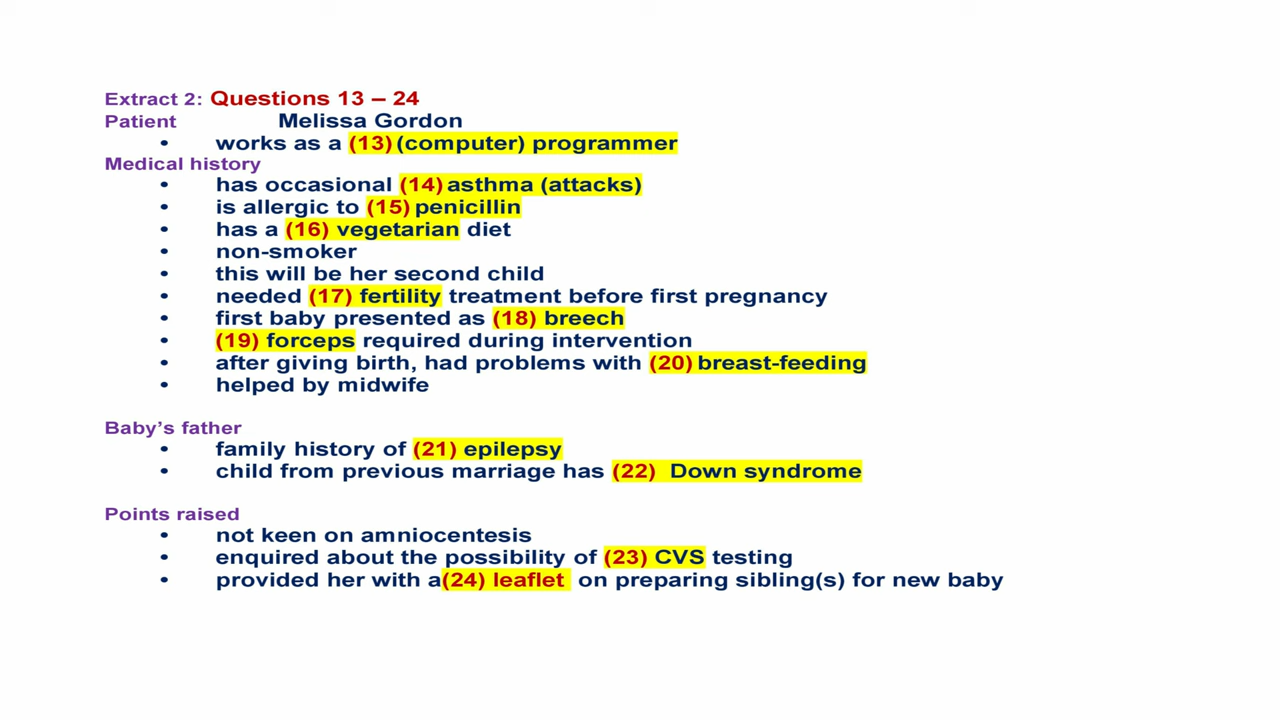 Extract 2: Questions 13 – 24
Patient Melissa Gordon
• works as a (13) (computer) programmer
Medical history
• has occasional (14) asthma (attacks)
• is allergic to (15) penicillin
• has a (16) vegetarian diet
• non-smoker
• this will be her second child
• needed (17) fertility treatment before first pregnancy
• first baby presented as (18) breech
• (19) forceps required during intervention
• after giving birth, had problems with (20) breast-feeding
• helped by midwife
Baby’s father
• family history of (21) epilepsy
• child from previous marriage has (22) Down syndrome
Points raised
• not keen on amniocentesis
• enquired about the possibility of (23) CVS testing
• provided her with a(24) leaflet on preparing sibling(s) for new baby